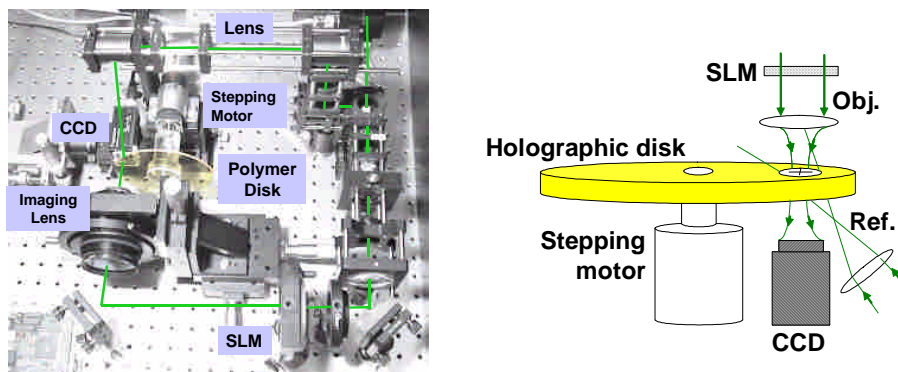 Lens
Stepping
Motor
CCD
Polymer
Disk
Imaging
Lens
SLM
SLM
Obj.
Holographic disk
Ref.
Stepping
motor
CCD